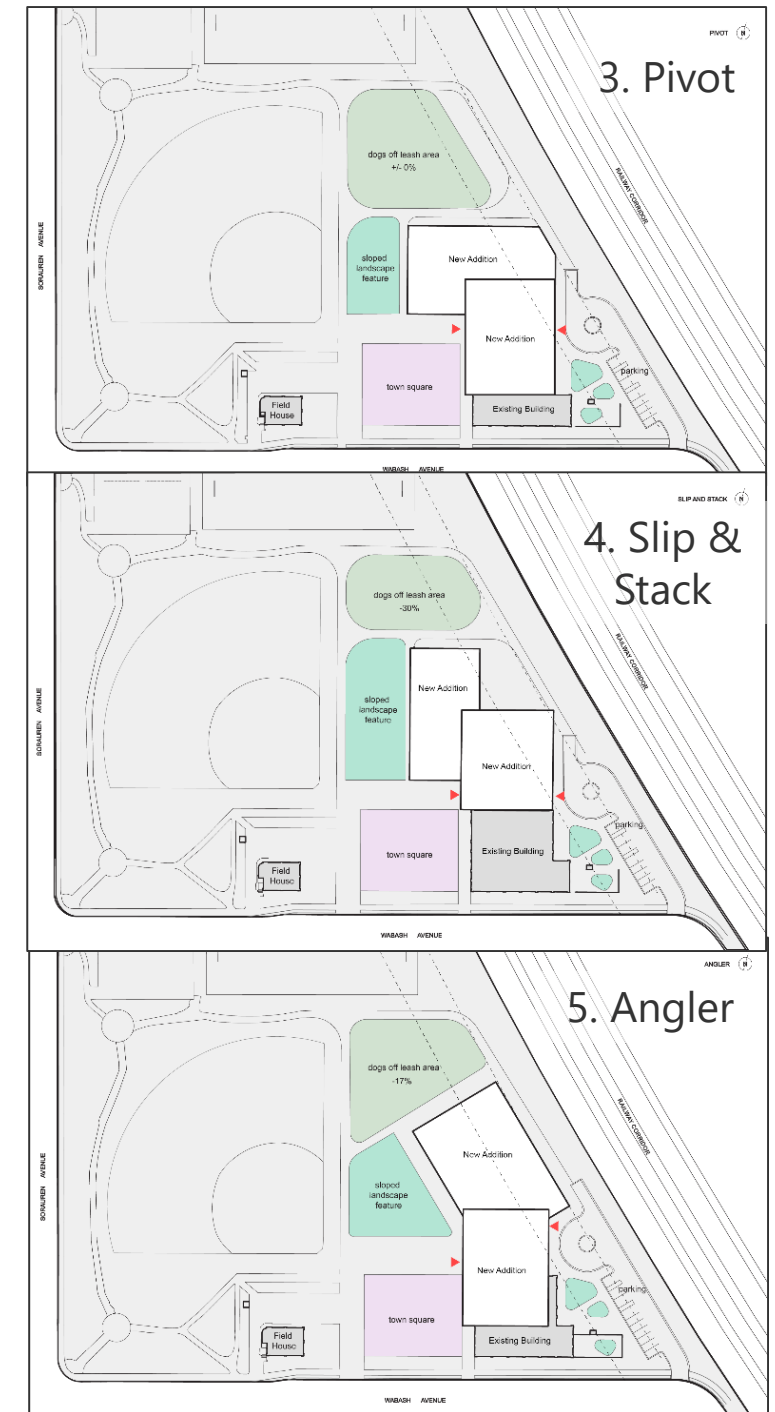 PIVOT
N
3. Pivot
dogs off leash area
+/- 0%
RAILWAY CORRIDOR
SORAUREN AVENUE
sloped
landscape
feature
New Addition
New Addition
parking
town square
Field
House
Existing Building
WABASH AVENUE
SLIP AND STACK
N
4. Slip &
Stack
dogs off leash area
-30%
RAILWAY CORRIDOR
SORAUREN AVENUE
sloped
landscape
feature
New Addition
New Addition
parking
town square
Existing Building
Field
House
WABASH AVENUE
ANGLER
N
5. Angler
dogs off leash area
-17%
RAILWAY CORRIDOR
SORAUREN AVENUE
New Addition
sloped
landscape
feature
New Addition
parking
town square
Field
House
Existing Building
WABASH AVENUE